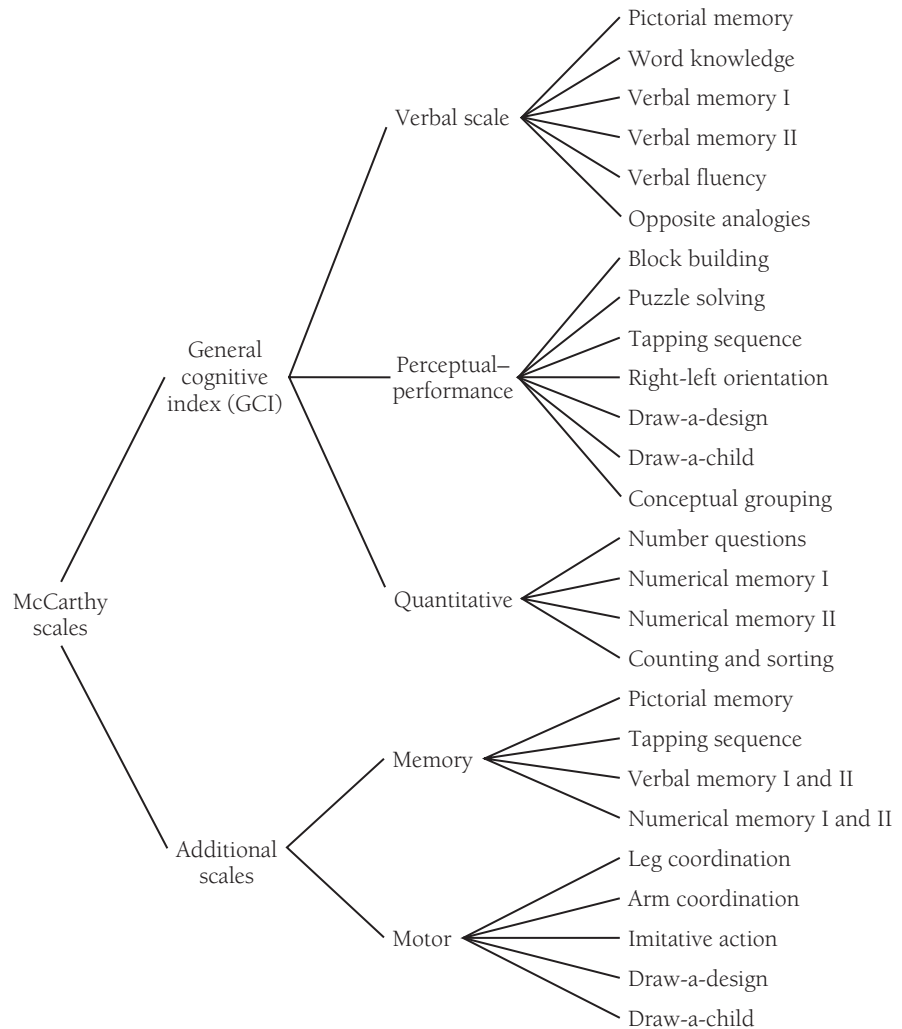 Pictorial memory
Word knowledge
Verbal scale
Verbal memory I
Verbal memory II
Verbal fluency
Opposite analogies
Block building
Puzzle solving
General
cognitive
index (GCI)
Perceptual–
performance
Tapping sequence
Right-left orientation
Draw-a-design
Draw-a-child
Conceptual grouping
Number questions
McCarthy
scales
Quantitative
Numerical memory I
Numerical memory II
Counting and sorting
Pictorial memory
Memory
Tapping sequence
Verbal memory I and II
Numerical memory I and II
Additional
scales
Leg coordination
Arm coordination
Motor
Imitative action
Draw-a-design
Draw-a-child